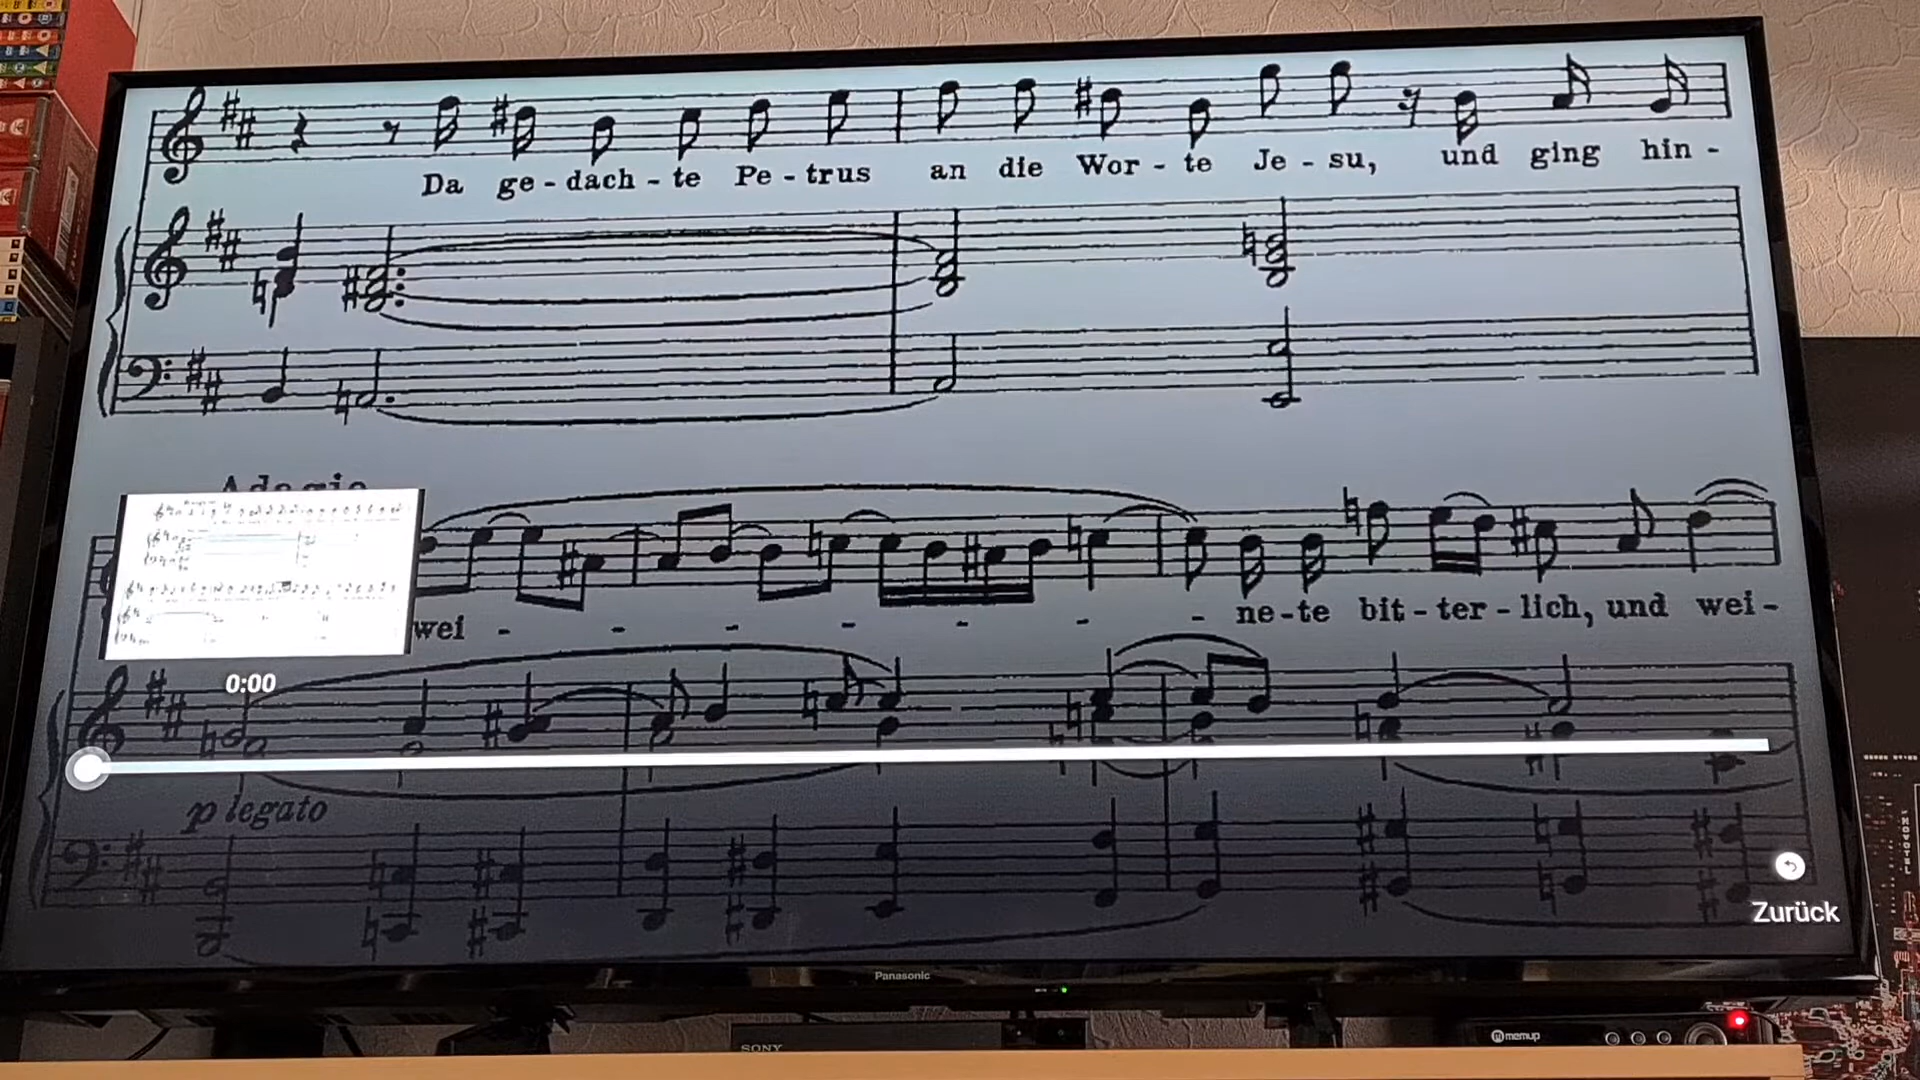 Da ge - dach - te Pe - trus an die Wor - te Je - su, und ging hin -
Adagio
wei - - - - - - - ne - te bit - ter - lich, und wei -
0:00
p legato
Zurück
Panasonic
SONY
memup
NOVOTEL